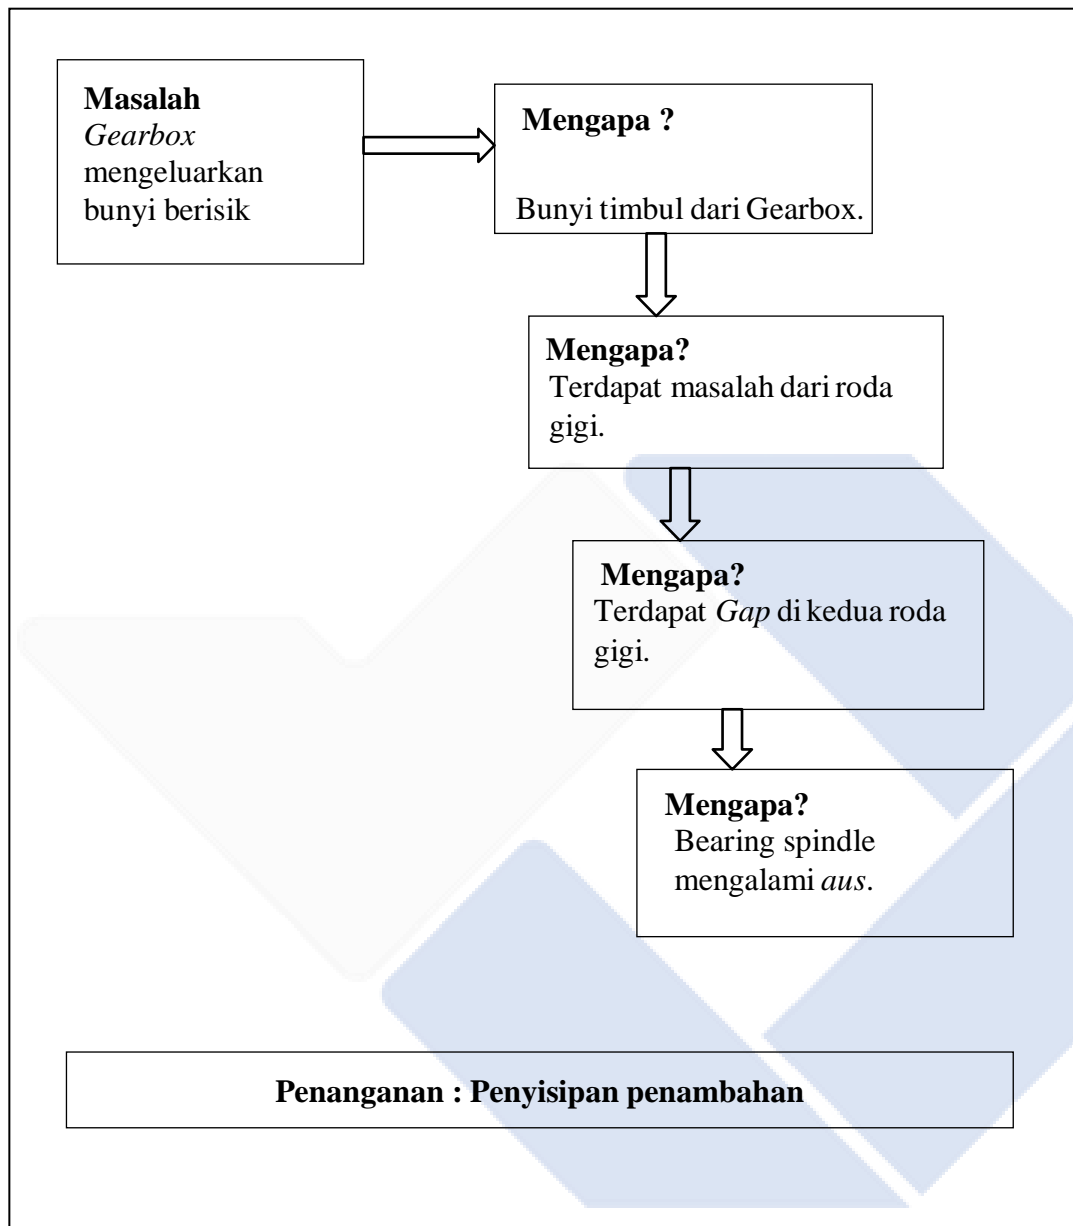 Masalah
Gearbox
mengeluarkan
bunyi berisik
Mengapa ?
Bunyi timbul dari Gearbox.
Mengapa?
Terdapat masalah dari roda
gigi.
Mengapa?
Terdapat Gap di kedua roda
gigi.
Mengapa?
Bearing spindle
mengalami aus.
Penanganan : Penyisipan penambahan